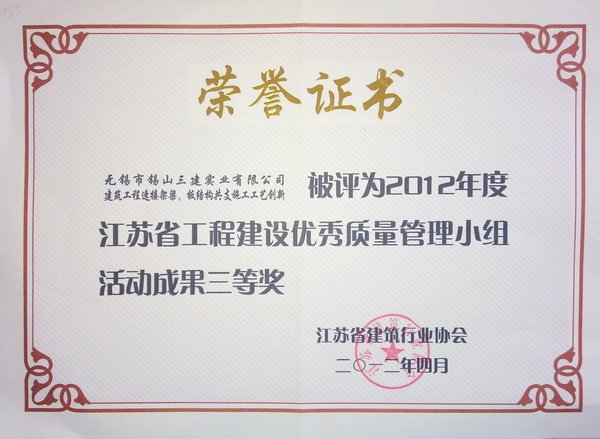 荣誉证书
无锡市锡山三建实业有限公司
建筑工程连接架梁、板结构共支施工工艺创新
被评为2012年度
江苏省工程建设优秀质量管理小组
活动成果三等奖
江苏省建筑行业协会
二〇一二年四月